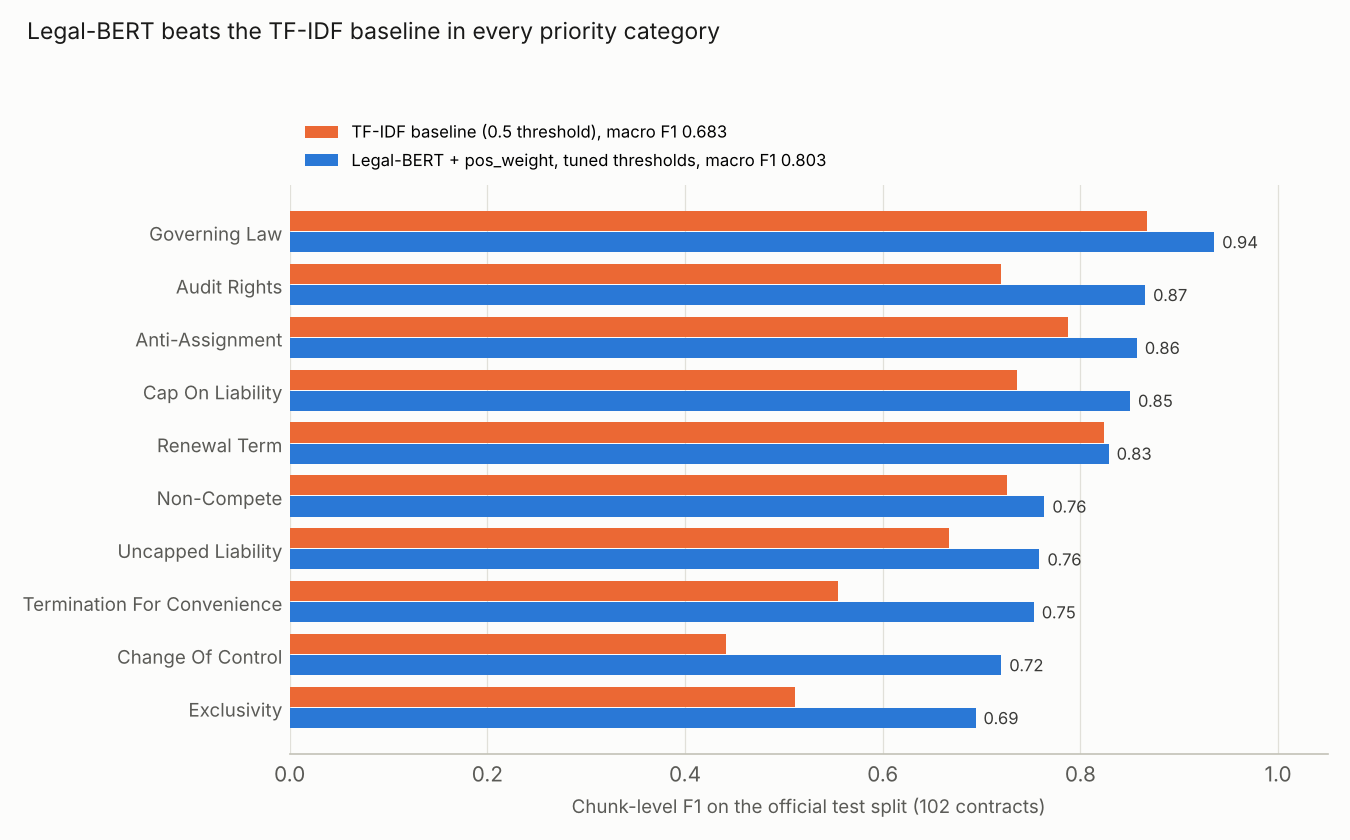 Legal-BERT beats the TF-IDF baseline in every priority category
TF-IDF baseline (0.5 threshold), macro F1 0.683
Legal-BERT + pos_weight, tuned thresholds, macro F1 0.803
Governing Law
0.94
Audit Rights
0.87
Anti-Assignment
0.86
Cap On Liability
0.85
Renewal Term
0.83
Non-Compete
0.76
Uncapped Liability
0.76
Termination For Convenience
0.75
Change Of Control
0.72
Exclusivity
0.69
0.0 0.2 0.4 0.6 0.8 1.0
Chunk-level F1 on the official test split (102 contracts)